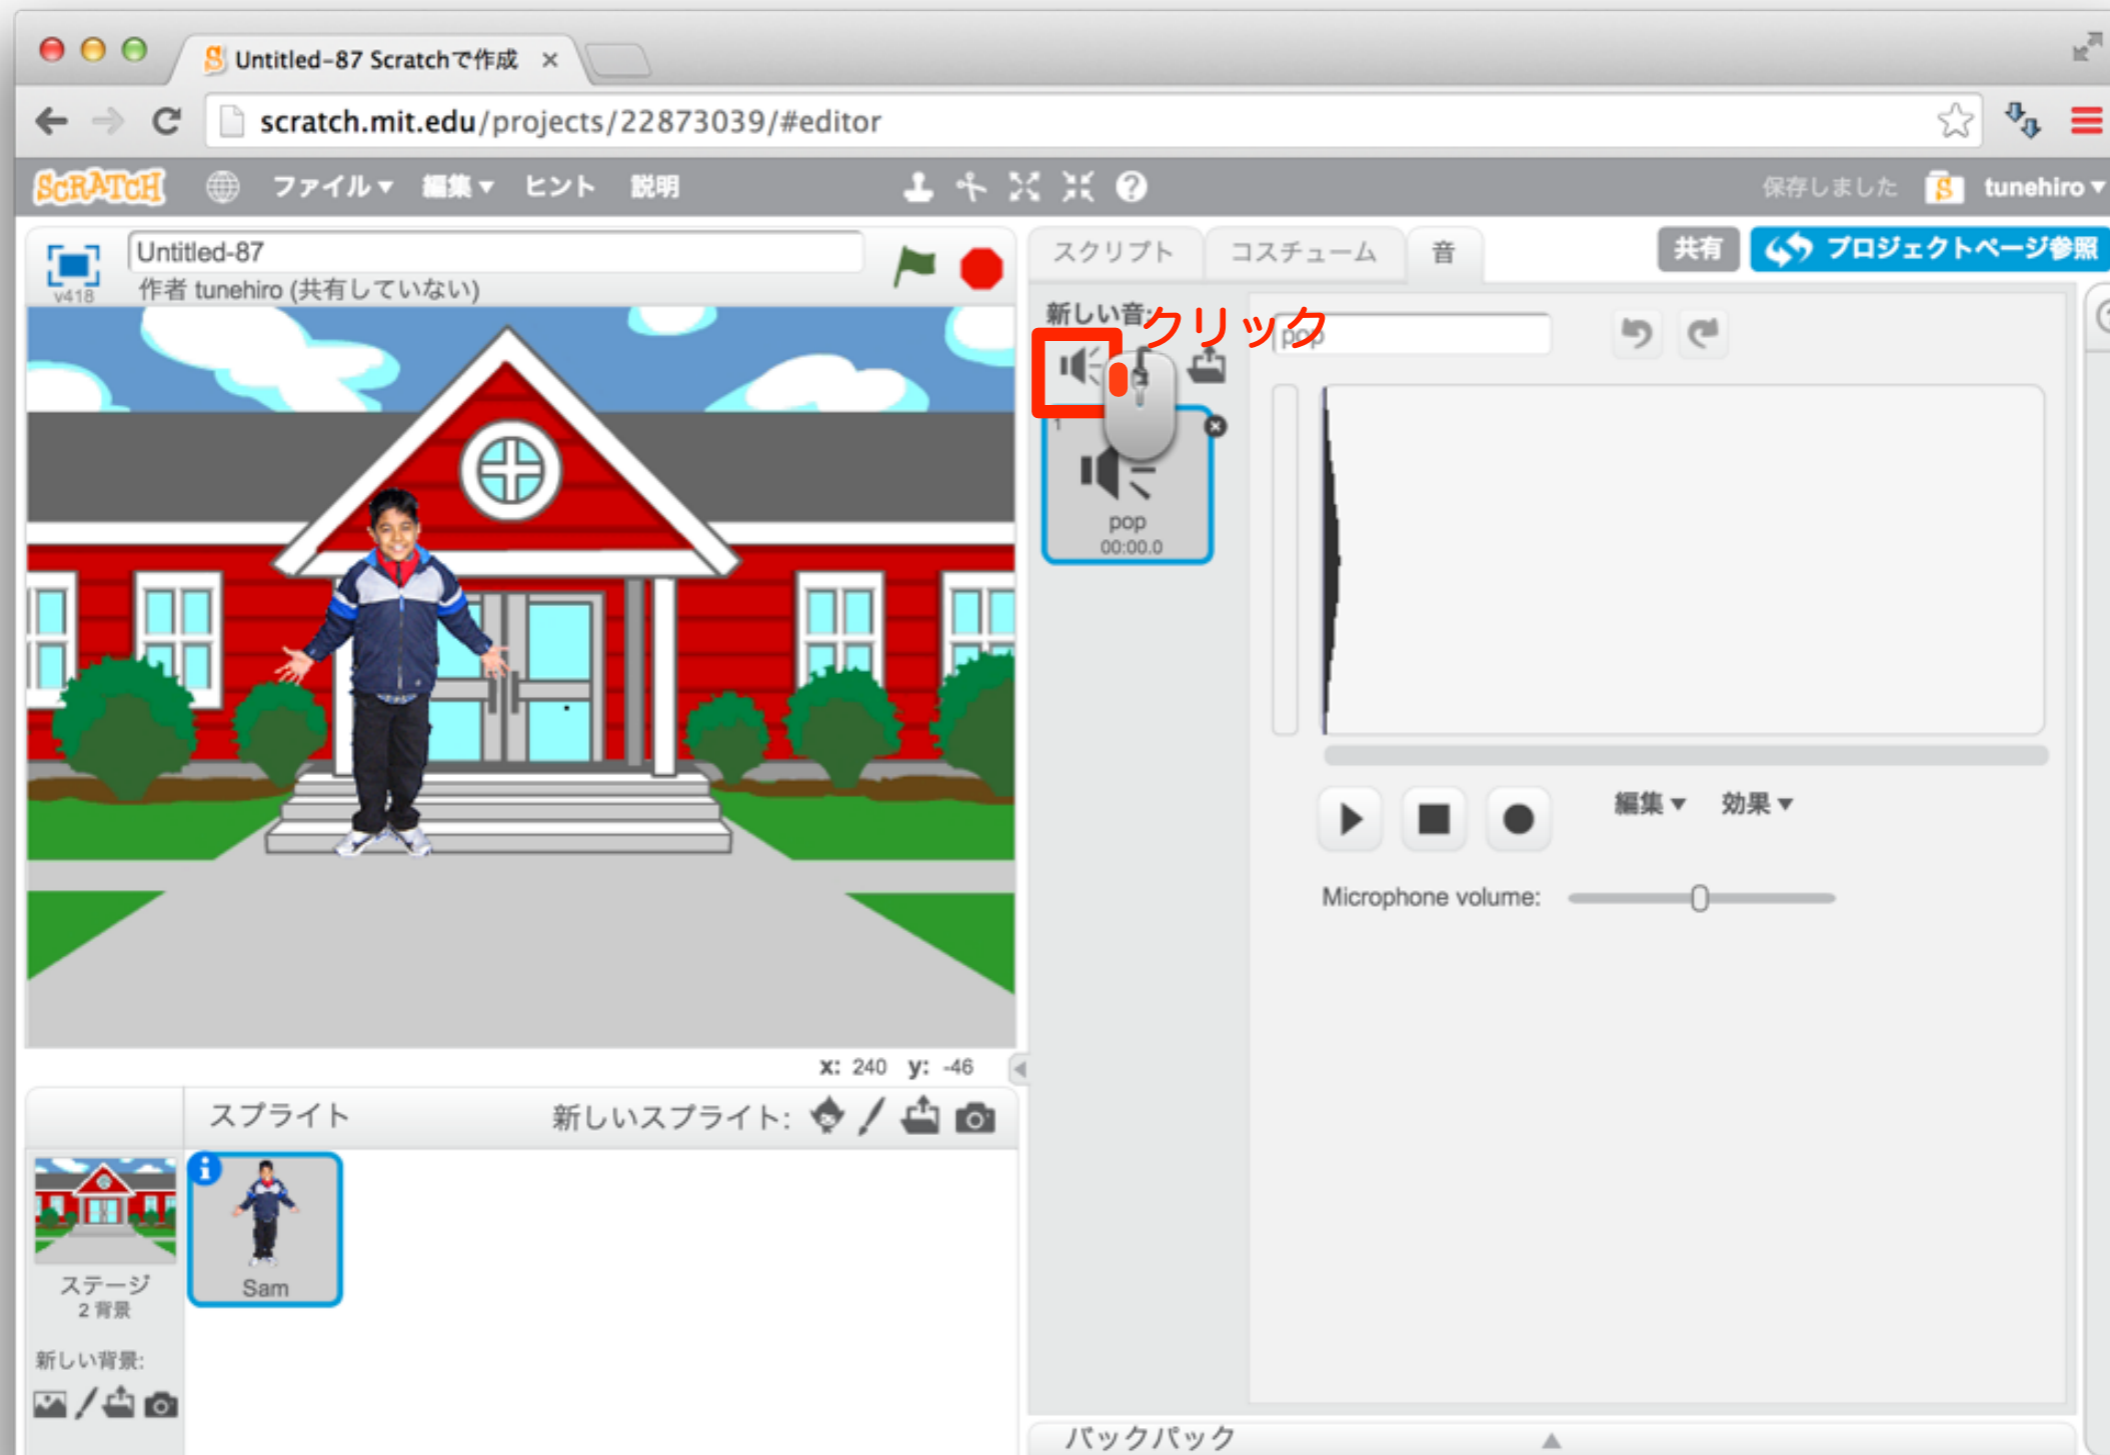 Untitled-87 Scratchで作成
scratch.mit.edu/projects/22873039/#editor
SCRATCH ファイル▼ 編集▼ ヒント 説明 保存しました tunehiro▼
Untitled-87
v418
作者 tunehiro (共有していない)
スクリプト コスチューム 音 共有 プロジェクトページ参照
新しい音:
クリック
pop
1
pop
00:00.0
編集▼ 効果▼
Microphone volume:
x: 240 y: -46
スプライト 新しいスプライト:
Sam
ステージ
2 背景
新しい背景:
バックパック